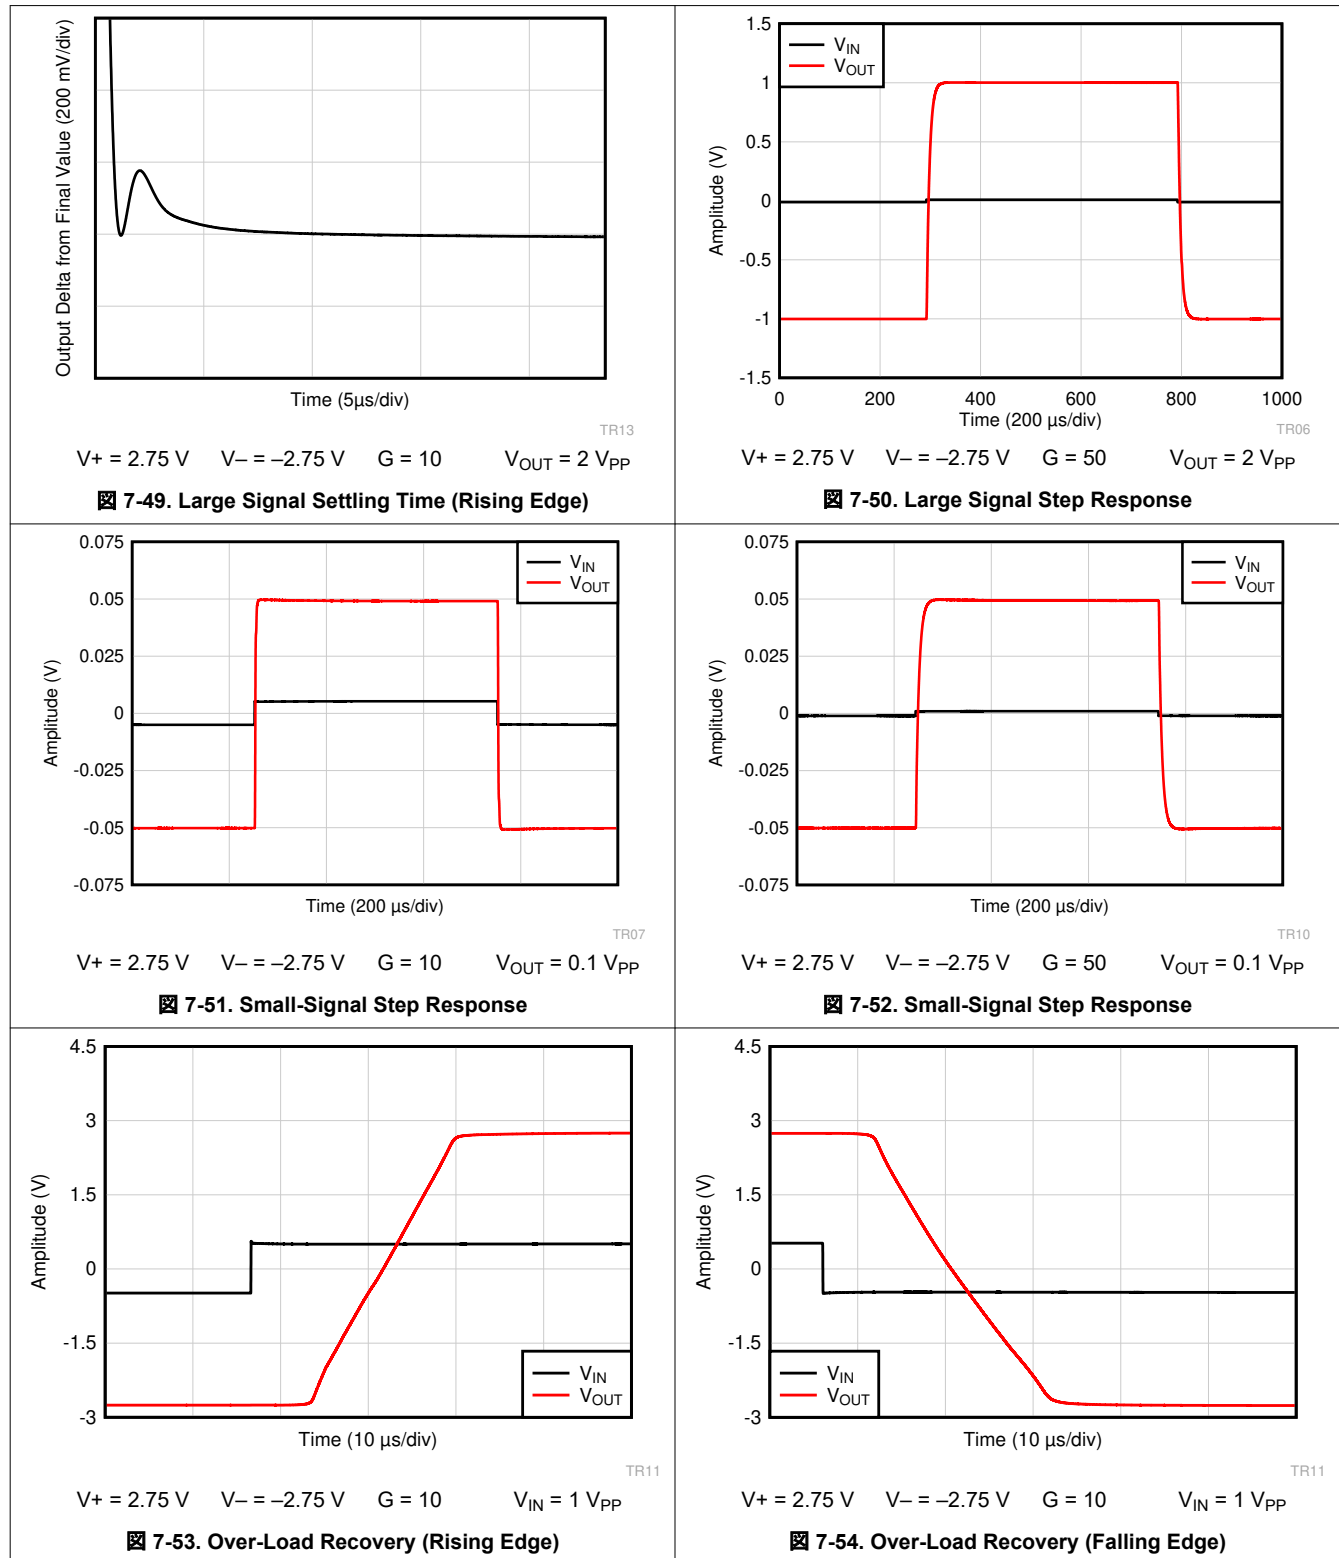 Output Delta from Final Value (200 mV/div)
Time (5µs/div)
TR13
V+ = 2.75 V V– = –2.75 V G = 10 VOUT = 2 VPP
図 7-49. Large Signal Settling Time (Rising Edge)
VIN
VOUT
Amplitude (V)
1.5
1
0.5
0
-0.5
-1
-1.5
0 200 400 600 800 1000
Time (200 µs/div)
TR06
V+ = 2.75 V V– = –2.75 V G = 50 VOUT = 2 VPP
図 7-50. Large Signal Step Response
VIN
VOUT
Amplitude (V)
0.075
0.05
0.025
0
-0.025
-0.05
-0.075
Time (200 µs/div)
TR07
V+ = 2.75 V V– = –2.75 V G = 10 VOUT = 0.1 VPP
図 7-51. Small-Signal Step Response
VIN
VOUT
Amplitude (V)
0.075
0.05
0.025
0
-0.025
-0.05
-0.075
Time (200 µs/div)
TR10
V+ = 2.75 V V– = –2.75 V G = 50 VOUT = 0.1 VPP
図 7-52. Small-Signal Step Response
Amplitude (V)
4.5
3
1.5
0
-1.5
-3
VIN
VOUT
Time (10 µs/div)
TR11
V+ = 2.75 V V– = –2.75 V G = 10 VIN = 1 VPP
図 7-53. Over-Load Recovery (Rising Edge)
Amplitude (V)
4.5
3
1.5
0
-1.5
-3
VIN
VOUT
Time (10 µs/div)
TR11
V+ = 2.75 V V– = –2.75 V G = 10 VIN = 1 VPP
図 7-54. Over-Load Recovery (Falling Edge)